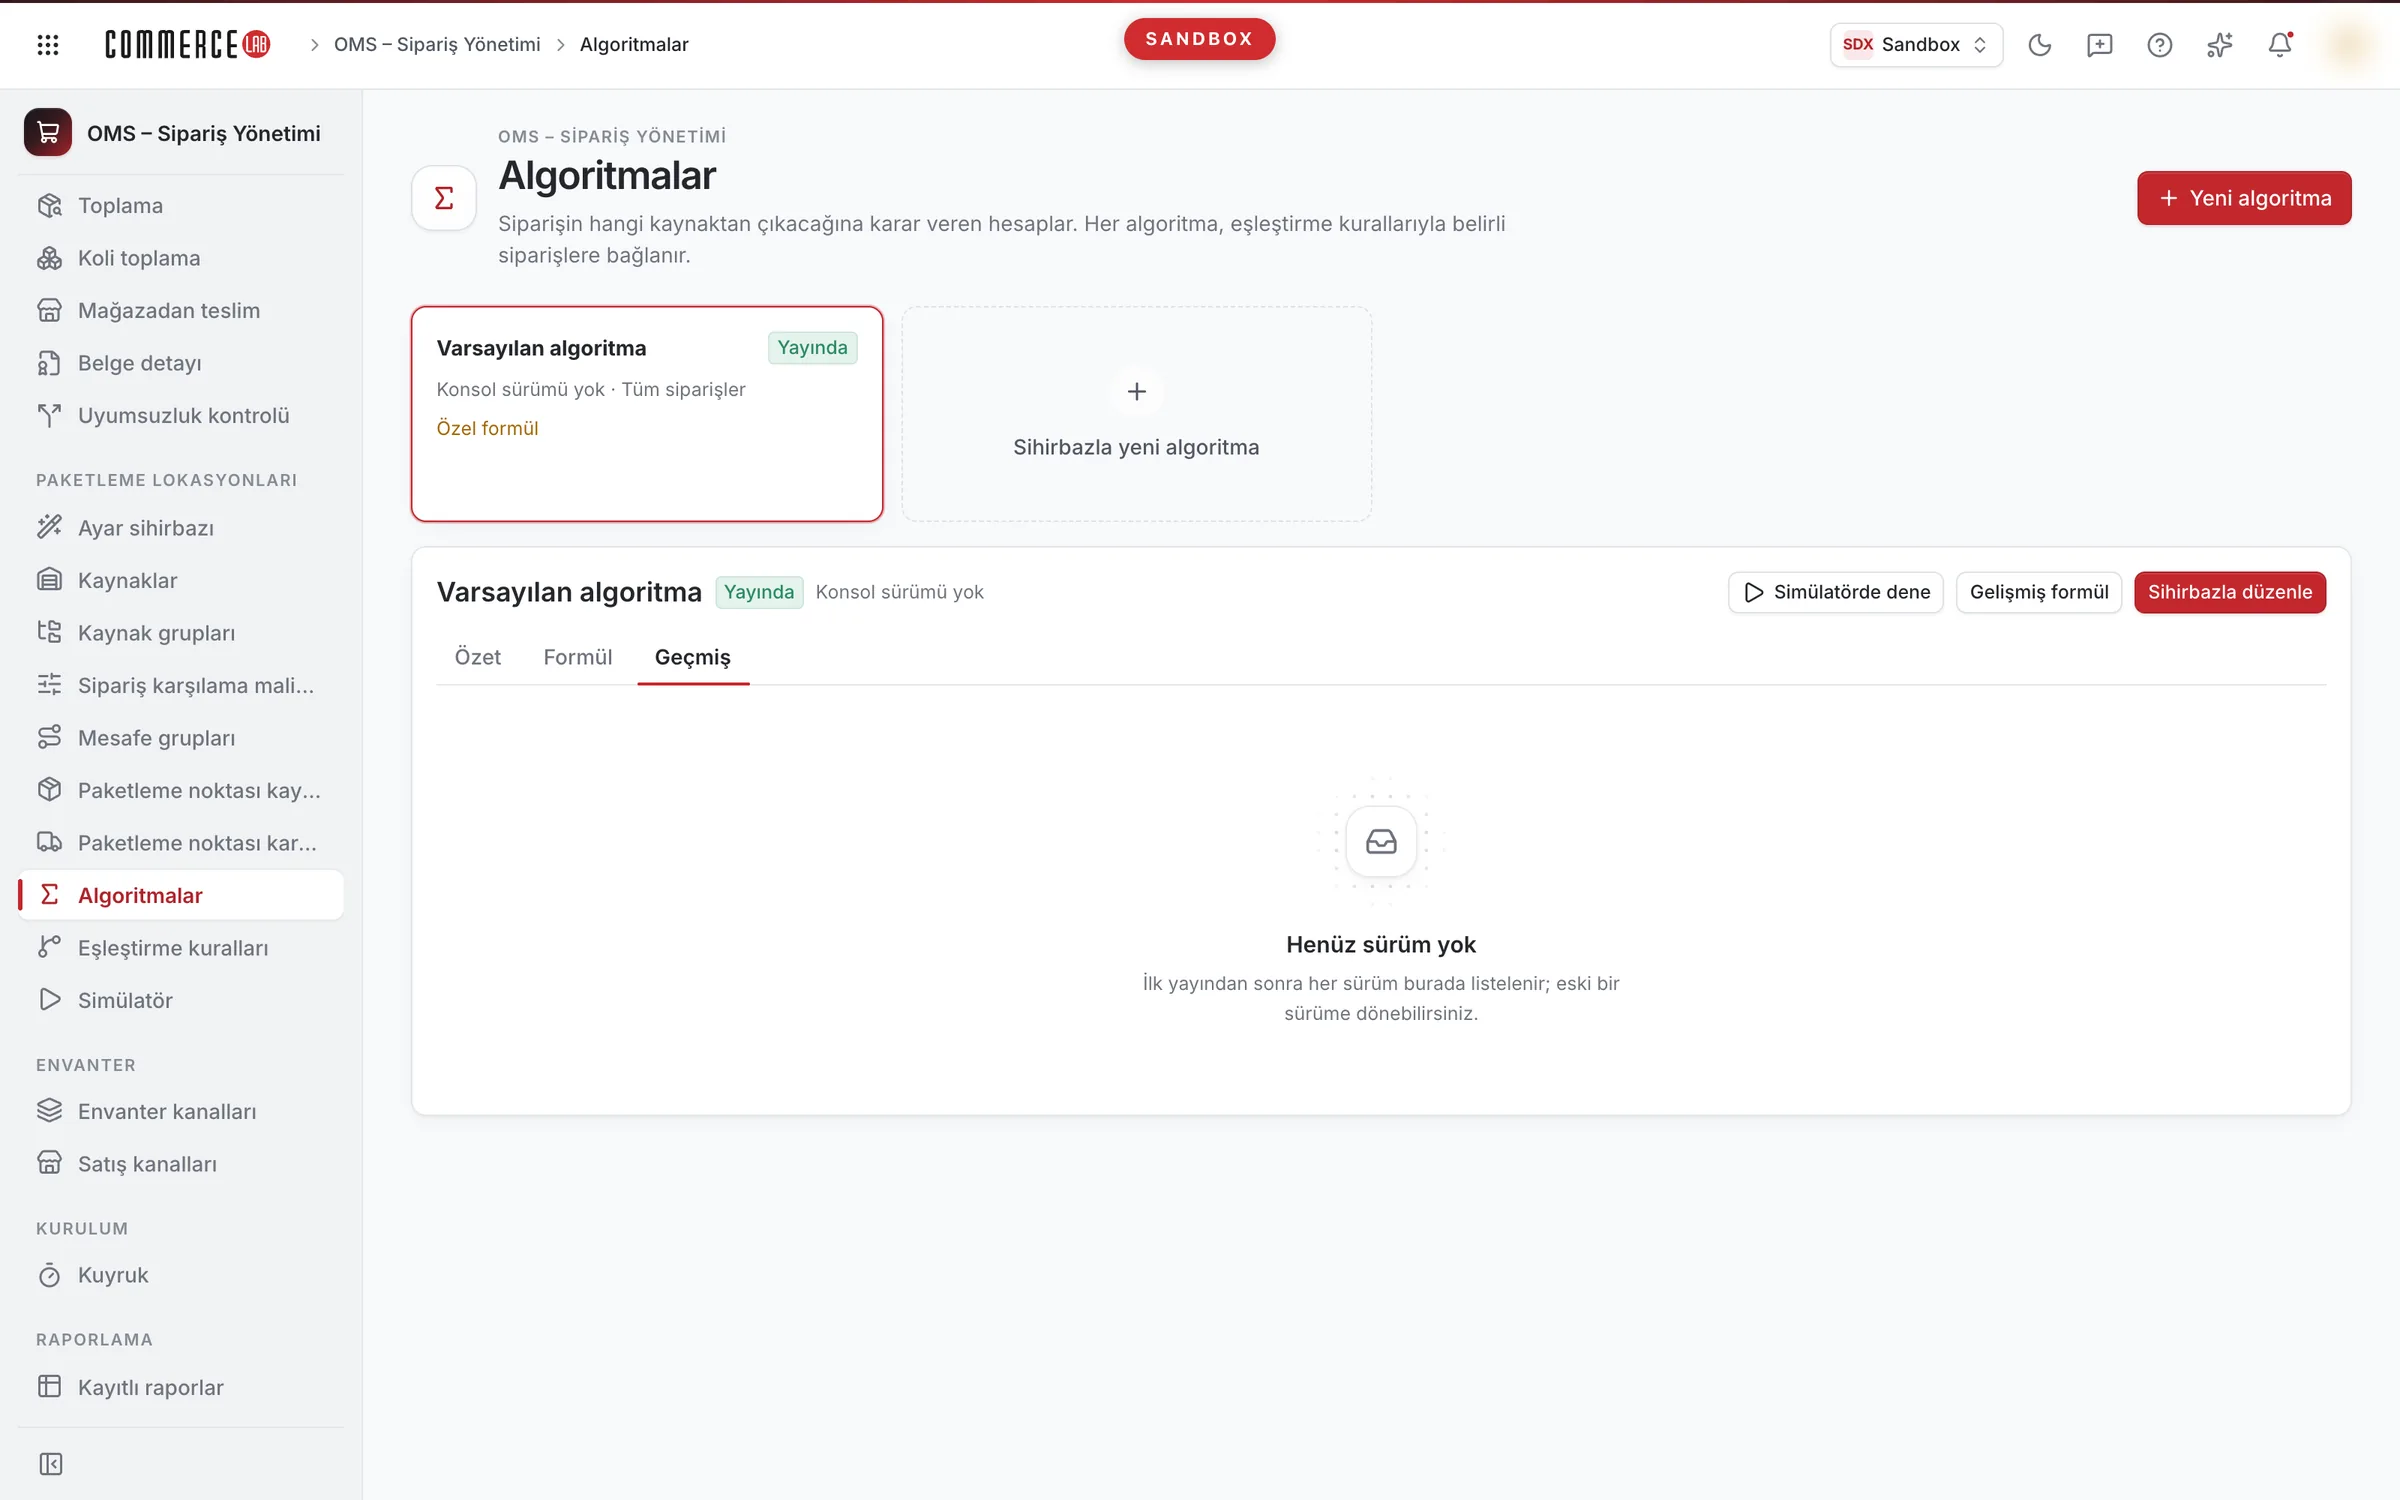 COMMERCE LAB
OMS – Sipariş Yönetimi
Algoritmalar
SANDBOX
SDX Sandbox
OMS – Sipariş Yönetimi
Toplama
Koli toplama
Mağazadan teslim
Belge detayı
Uyumsuzluk kontrolü
PAKETLEME LOKASYONLARI
Ayar sihirbazı
Kaynaklar
Kaynak grupları
Sipariş karşılama mali...
Mesafe grupları
Paketleme noktası kay...
Paketleme noktası kar...
Algoritmalar
Eşleştirme kuralları
Simülatör
ENVANTER
Envanter kanalları
Satış kanalları
KURULUM
Kuyruk
RAPORLAMA
Kayıtlı raporlar
OMS – SİPARİŞ YÖNETİMİ
Algoritmalar
Siparişin hangi kaynaktan çıkacağına karar veren hesaplar. Her algoritma, eşleştirme kurallarıyla belirli
siparişlere bağlanır.
Yeni algoritma
Varsayılan algoritma
Yayında
Konsol sürümü yok · Tüm siparişler
Özel formül
Sihirbazla yeni algoritma
Varsayılan algoritma
Yayında
Konsol sürümü yok
Simülatörde dene
Gelişmiş formül
Sihirbazla düzenle
Özet
Formül
Geçmiş
Henüz sürüm yok
İlk yayından sonra her sürüm burada listelenir; eski bir
sürüme dönebilirsiniz.